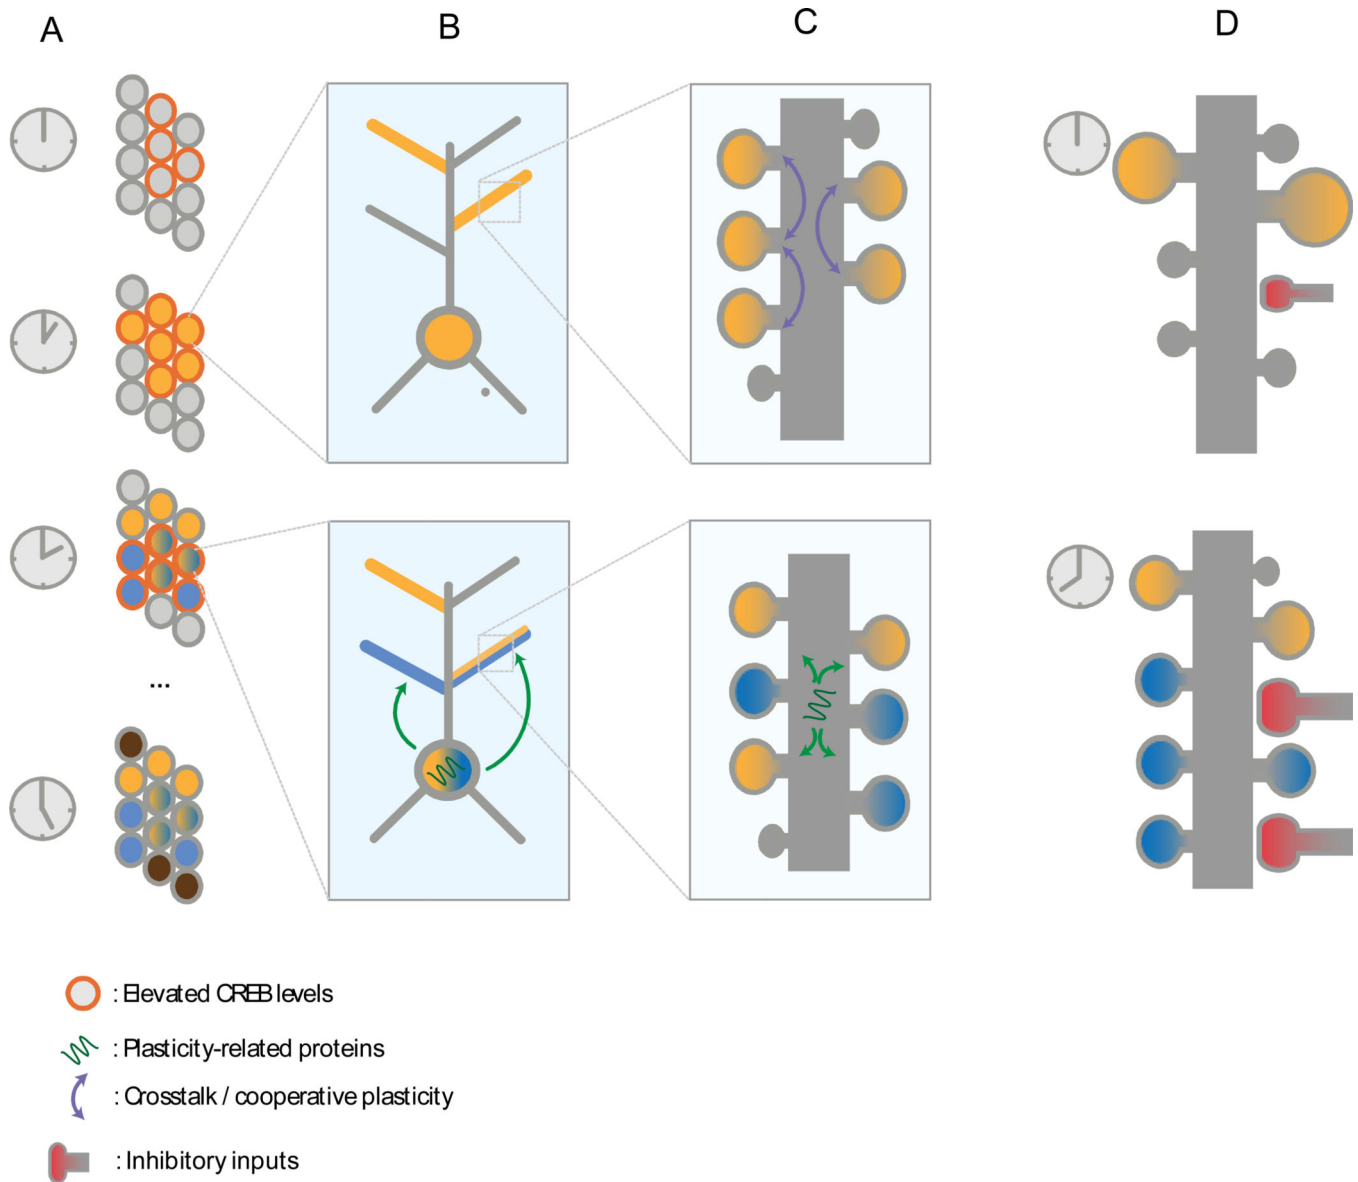 A
B
C
D
...
: Elevated CREB levels
: Plasticity-related proteins
: Crosstalk / cooperative plasticity
: Inhibitory inputs